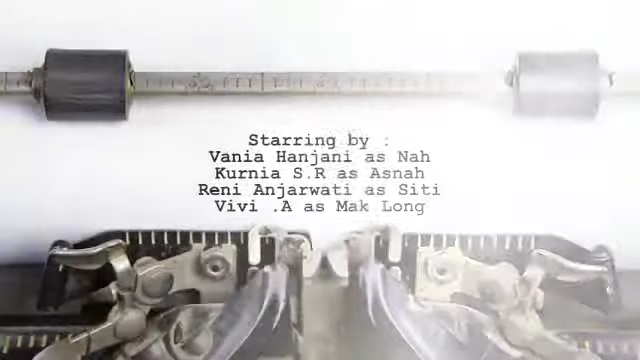 Starring by :
Vania Hanjani as Nah
Kurnia S.R as Asnah
Reni Anjarwati as Siti
Vivi .A as Mak Long